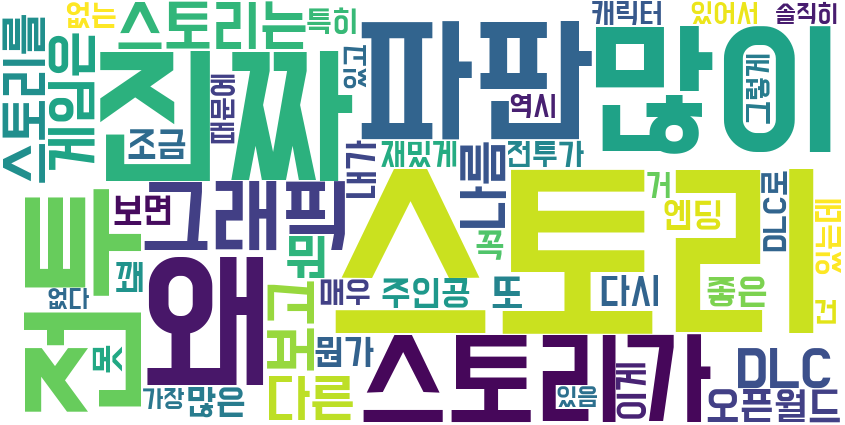 없는 스토리는 특히 캐릭터 있어서 솔직히
스토리를 게임은 진짜 파판 많이
때문에 있고 역시 그렇게
조금 내가 재밌게 전투가 나름
전투 보면 그래픽 스토리 거 엔딩 DLC로 있는데
꽤 왜 뭐 꼭
없다 매우 주인공 또 다시 좋은 건
못 보고 뭔가 스토리가 이게 DLC
가장 많은 다른 있음 오픈월드